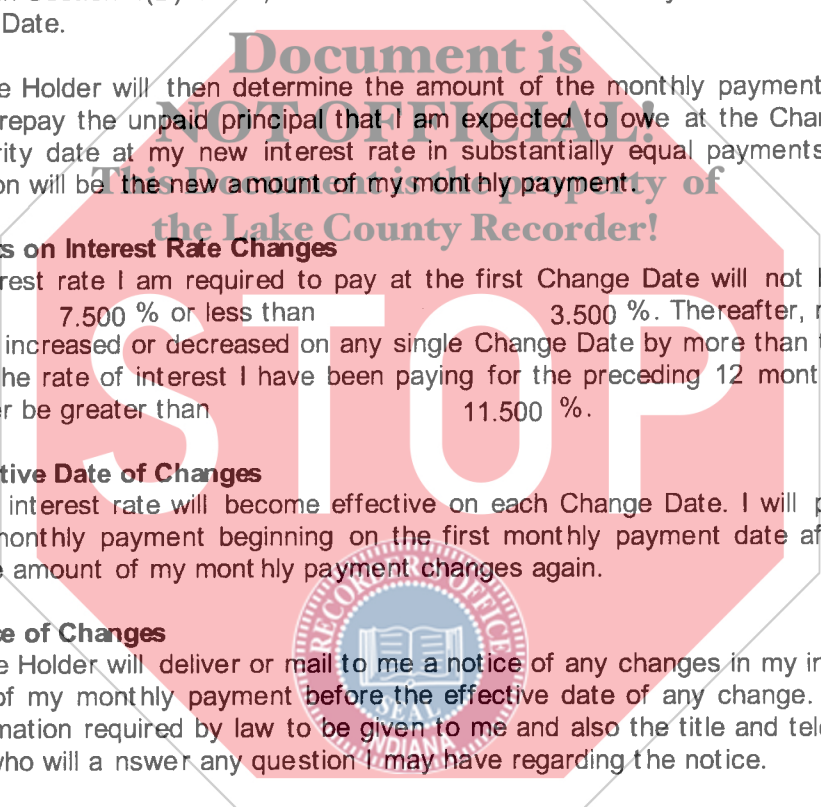 Date.
Document is
e Holder will then determine the amount of the monthly payment
NOT OFFICIAL!
repay the unpaid principal that I am expected to owe at the Chan
rity date at my new interest rate in substantially equal payments
on will be the new amount of my mont hly payment.
This Document is the property of
the Lake County Recorder!
s on Interest Rate Changes
rest rate I am required to pay at the first Change Date will not
7.500 % or less than 3.500 %. Thereafter,
increased or decreased on any single Change Date by more than
he rate of interest I have been paying for the preceding 12 mont
r be greater than 11.500 %.
STOP
tive Date of Changes
interest rate will become effective on each Change Date. I will
monthly payment beginning on the first monthly payment date af
e amount of my mont hly payment changes again.
e of Changes
e Holder will deliver or mail to me a notice of any changes in my in
of my monthly payment before the effective date of any change.
mation required by law to be given to me and also the title and tel
who will a nswer any question I may have regarding the notice.
RECORDER'S OFFICE
SEAL
INDIANA